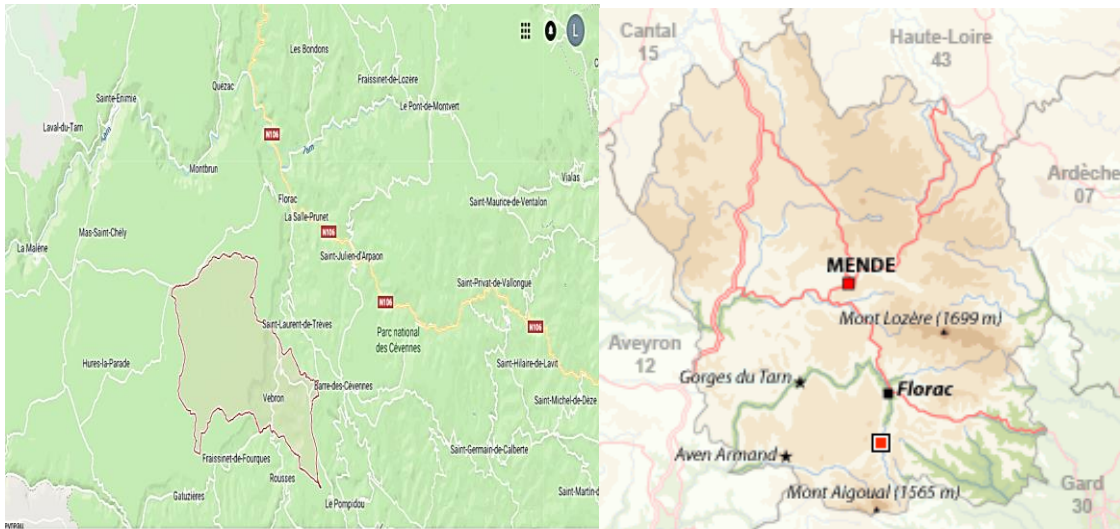 L
Les Bondons
Quézac
Fraissinet-de-Lozère
Sainte-Enimie
Le Pont-de-Montvert
Laval-du-Tarn
Tarn
N106
Tarn
Montbrun
Vialas
Florac
Saint-Maurice-de-Ventalon
La Salle-Prunet
Mas-Saint-Chély
N106
La Malène
Saint-Julien-d'Arpaon
Saint-Privat-de-Vallongue
N106
Saint-Laurent-de-Trèves
N106
Parc national
des Cévennes
Hures-la-Parade
Saint-Hilaire-de-Lavit
Barre-des-Cévennes
Vebron
Saint-Michel-de-Dèze
Saint-Germain-de-Calberte
Fraissinet-de-Fourques
Rousses
Saint-Martin-d
Gatuzières
Le Pompidou
Cantal
15
Haute-Loire
43
Ardèche
07
MENDE
Mont Lozère (1699 m)
Aveyron
12
Gorges du Tarn
Florac
Aven Armand
Mont Aigoual (1565 m)
Gard
30